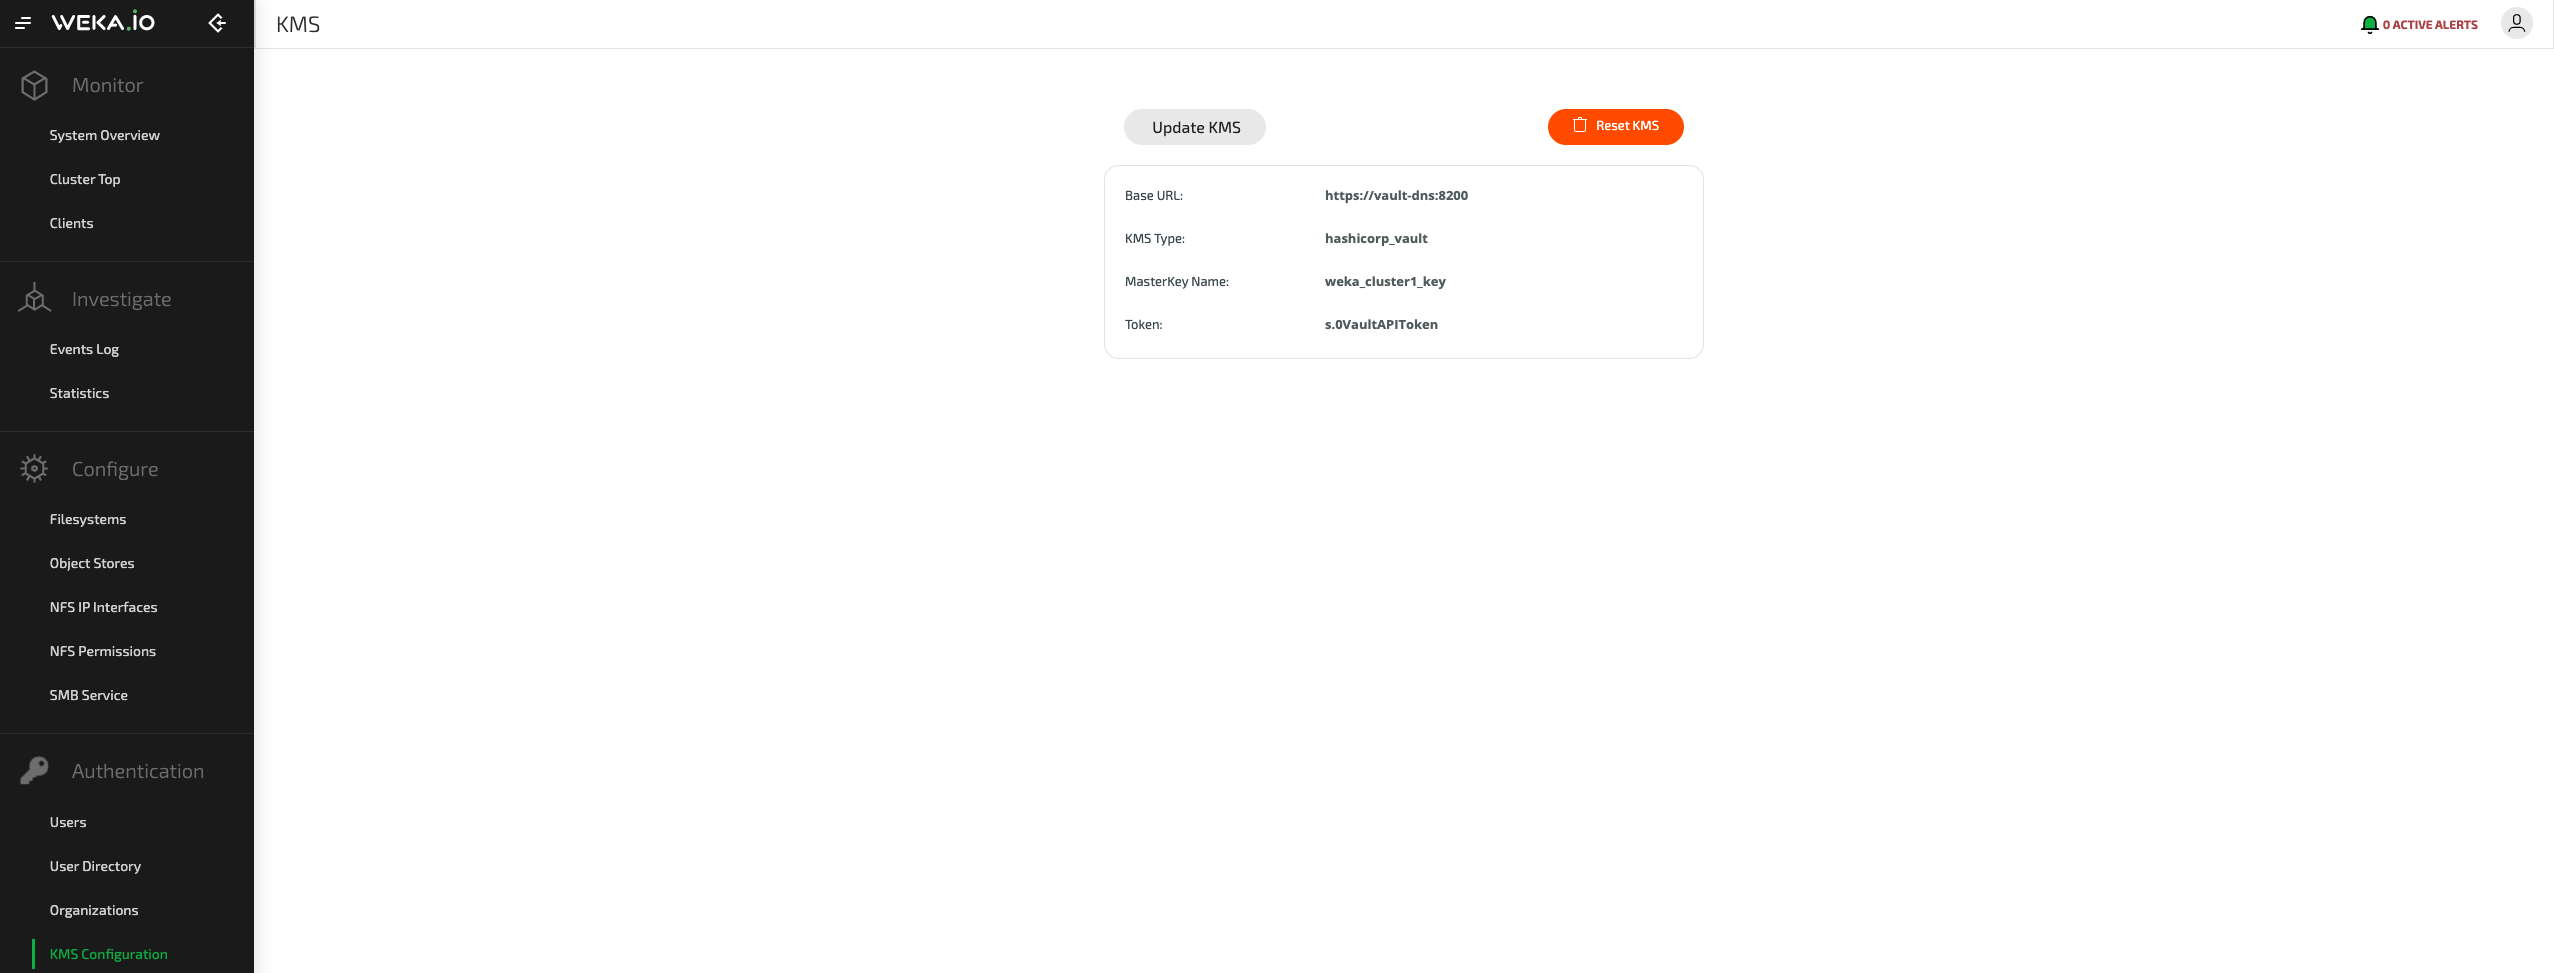 WEKA.iO
KMS
0 ACTIVE ALERTS
Monitor
System Overview
Cluster Top
Clients
Investigate
Events Log
Statistics
Configure
Filesystems
Object Stores
NFS IP Interfaces
NFS Permissions
SMB Service
Authentication
Users
User Directory
Organizations
KMS Configuration
Update KMS
Reset KMS
Base URL: https://vault-dns:8200
KMS Type: hashicorp_vault
MasterKey Name: weka_cluster1_key
Token: s.0VaultAPIToken